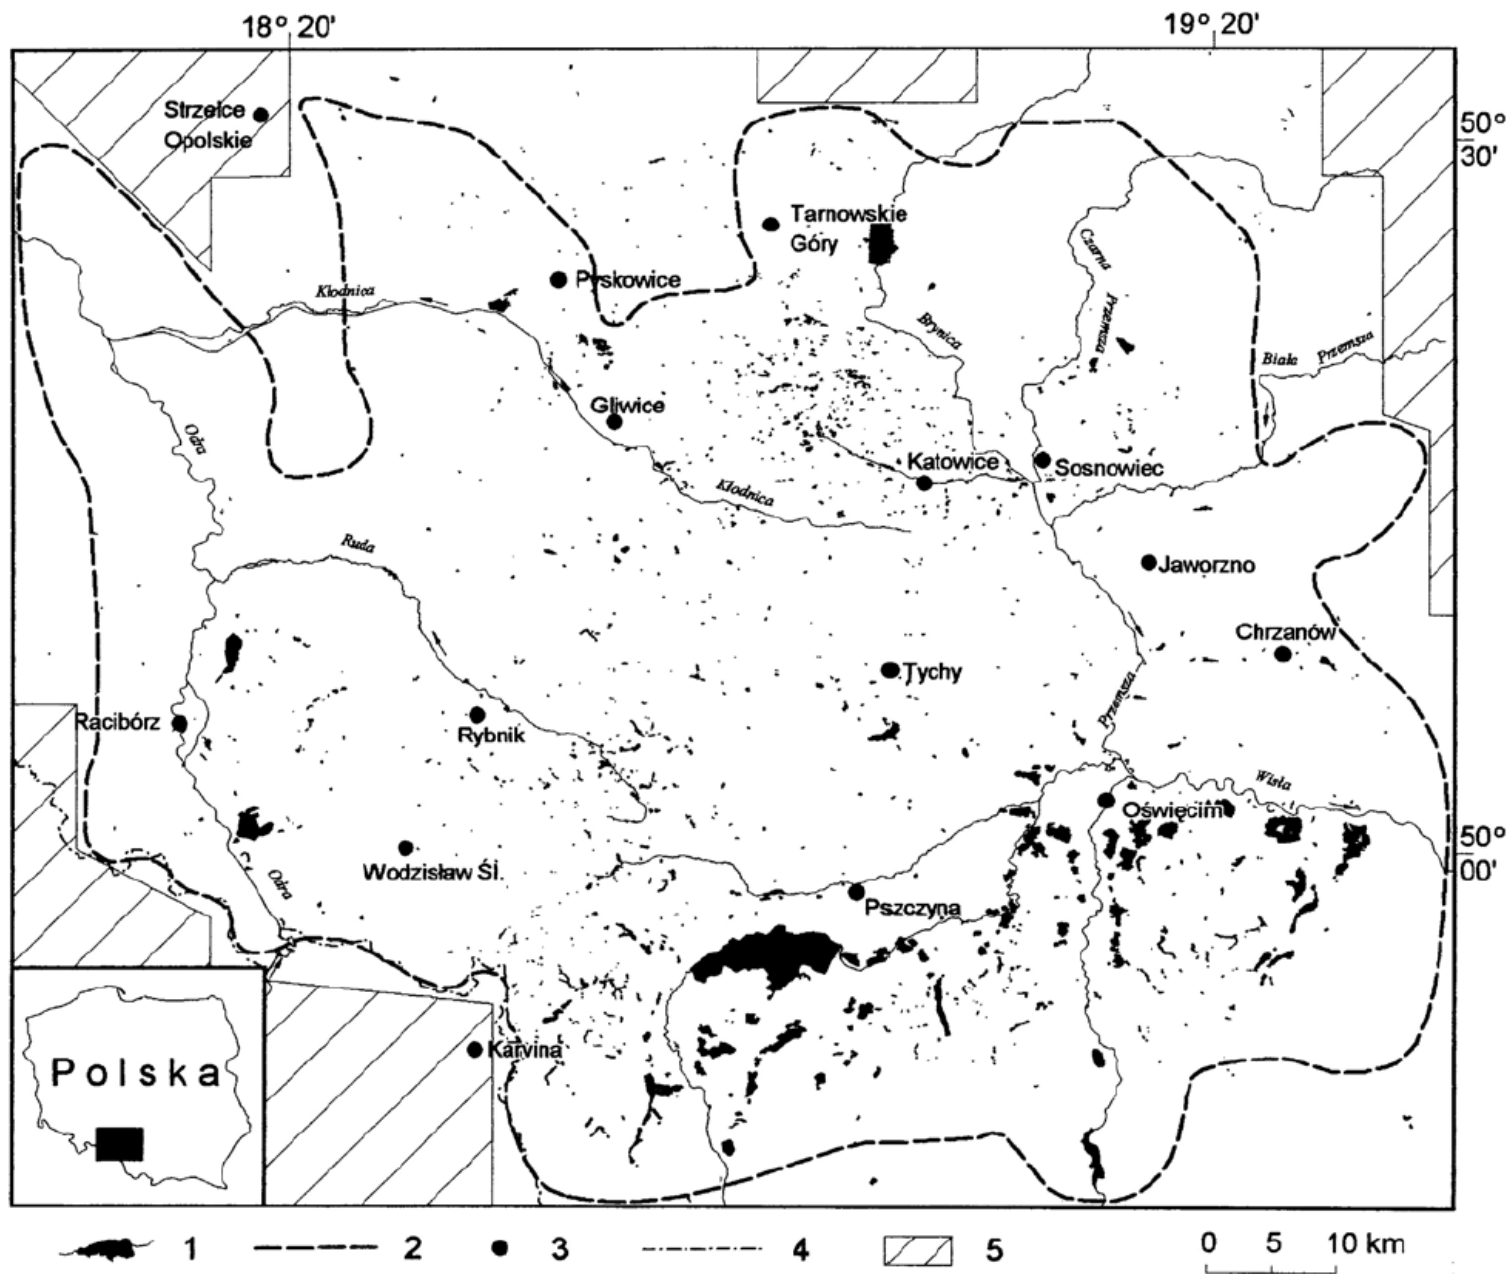 18° 20'
19° 20'
Strzelce
Opolskie
50°
30'
Tarnowskie
Góry
Czarna
Przemsza
Pyskowice
Kłodnica
Brynica
Biała Przemsza
Gliwice
Odra
Katowice
Sosnowiec
Kłodnica
Ruda
Jaworzno
Chrzanów
Tychy
Przemsza
Racibórz
Rybnik
Wisła
Oświęcim
50°
00'
Wodzisław Śl.
Odra
Pszczyna
Karvina
Polska
1 2 3 4 5
0 5 10 km